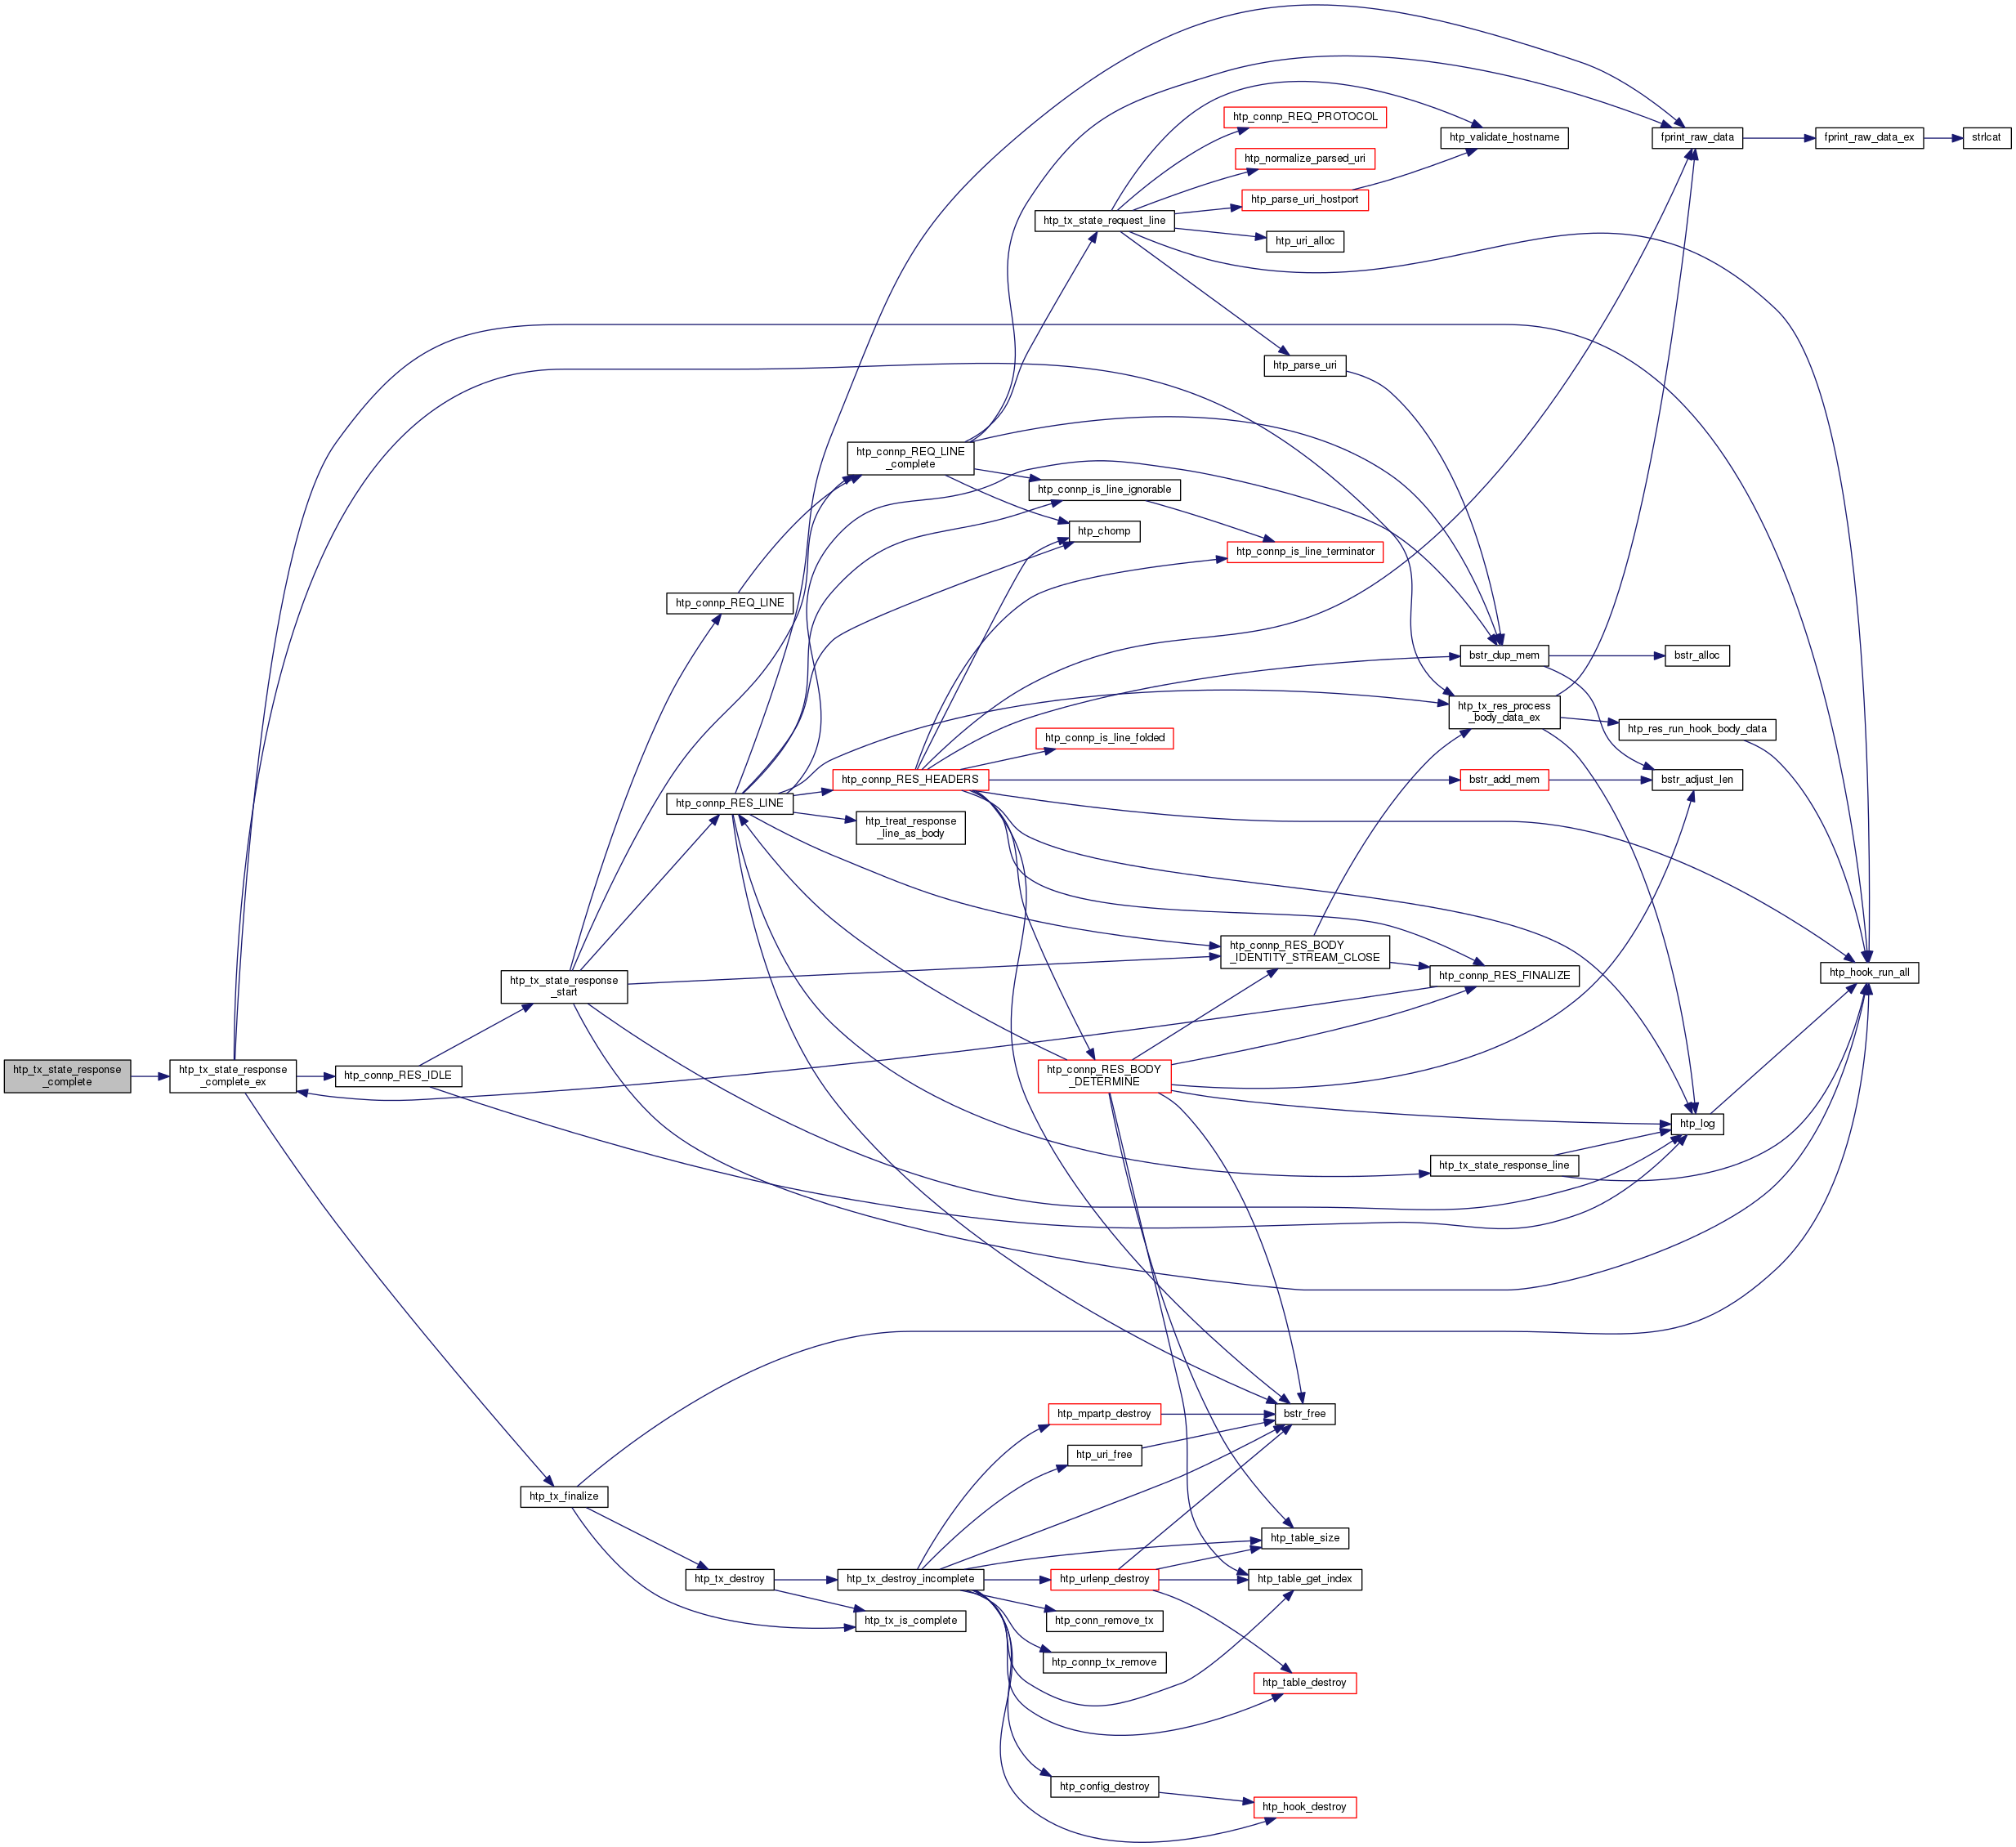 htp_connp_REQ_PROTOCOL
htp_validate_hostname
fprint_raw_data
fprint_raw_data_ex
strlcat
htp_normalize_parsed_uri
htp_parse_uri_hostport
htp_tx_state_request_line
htp_uri_alloc
htp_parse_uri
htp_connp_REQ_LINE
_complete
htp_connp_is_line_ignorable
htp_chomp
htp_connp_is_line_terminator
htp_connp_REQ_LINE
bstr_dup_mem
bstr_alloc
htp_tx_res_process
_body_data_ex
htp_res_run_hook_body_data
htp_connp_is_line_folded
htp_connp_RES_HEADERS
bstr_add_mem
bstr_adjust_len
htp_connp_RES_LINE
htp_treat_response
_line_as_body
htp_connp_RES_BODY
_IDENTITY_STREAM_CLOSE
htp_connp_RES_FINALIZE
htp_hook_run_all
htp_tx_state_response
_start
htp_tx_state_response
_complete
htp_tx_state_response
_complete_ex
htp_connp_RES_IDLE
htp_connp_RES_BODY
_DETERMINE
htp_log
htp_tx_state_response_line
htp_mpartp_destroy
bstr_free
htp_uri_free
htp_tx_finalize
htp_table_size
htp_tx_destroy
htp_tx_destroy_incomplete
htp_urlenp_destroy
htp_table_get_index
htp_tx_is_complete
htp_conn_remove_tx
htp_connp_tx_remove
htp_table_destroy
htp_config_destroy
htp_hook_destroy